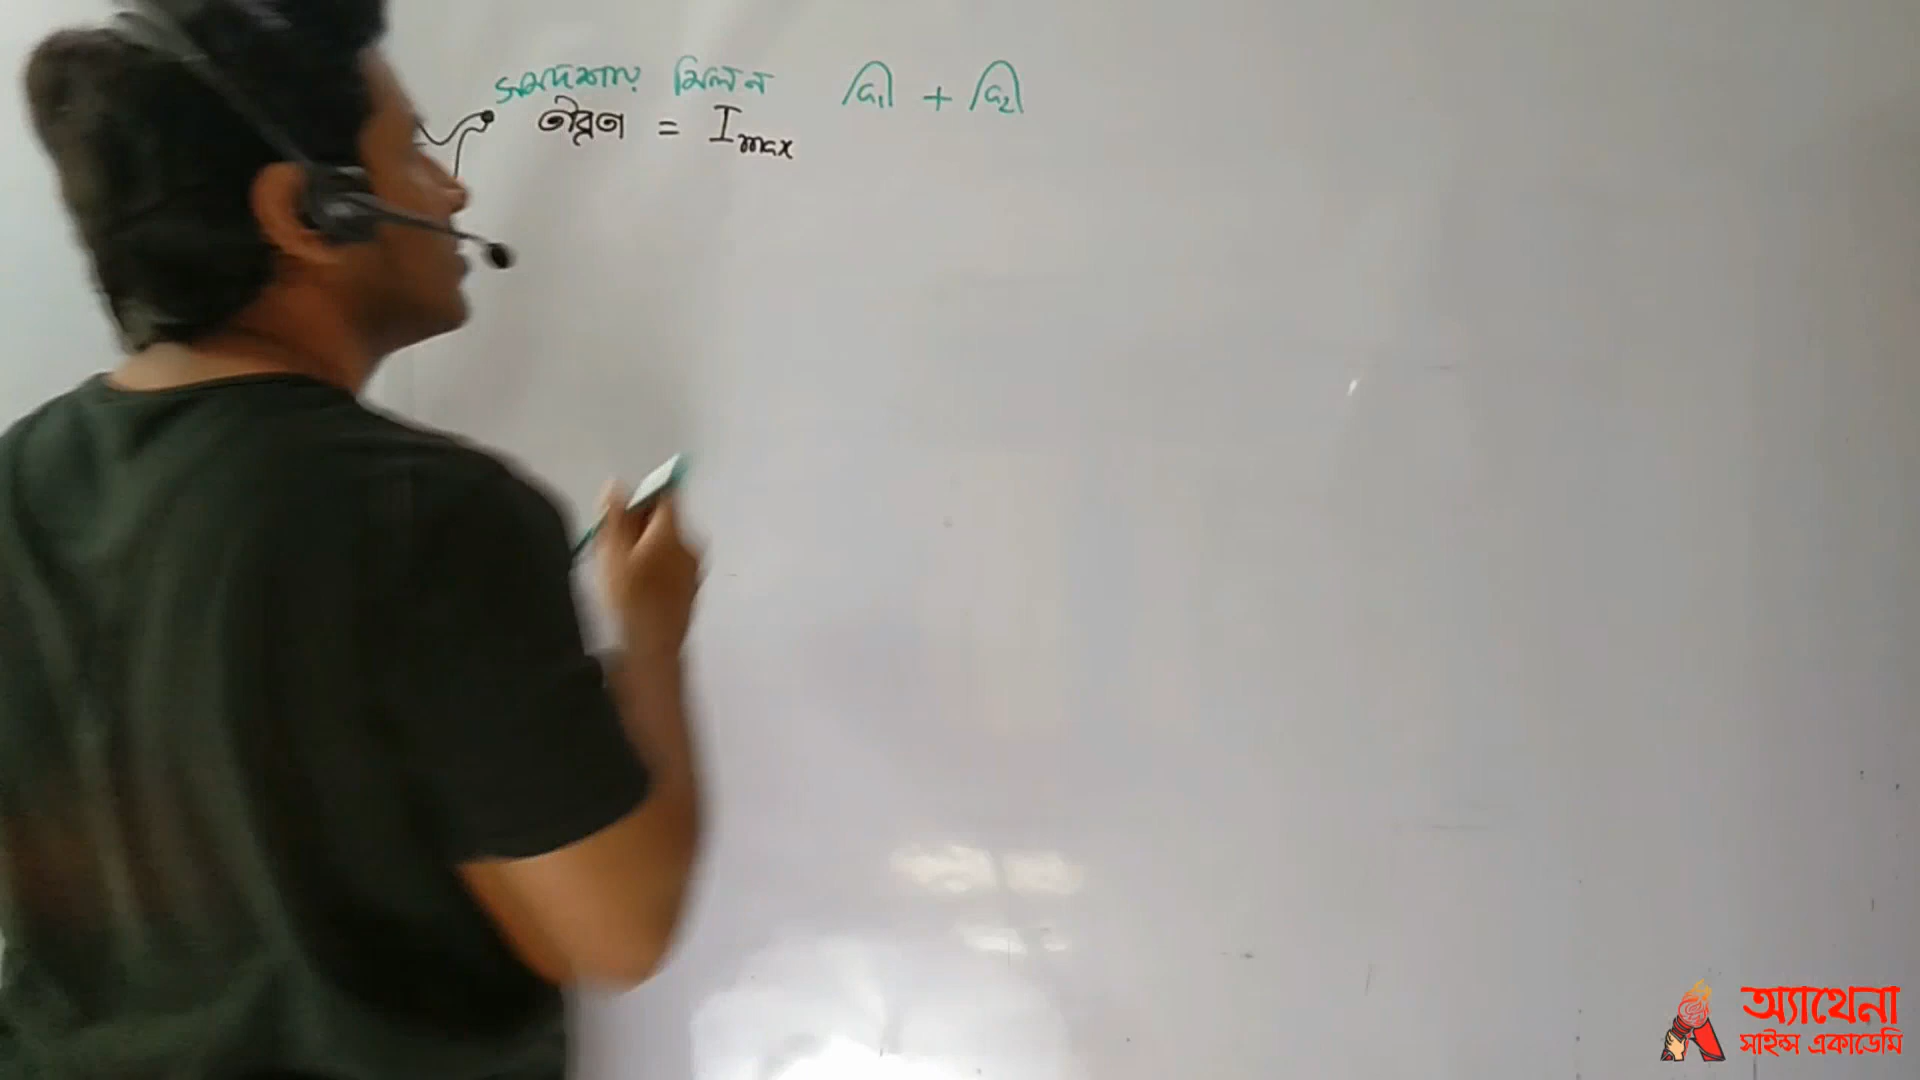 সমদশায় মিলন a₁ + a₂
তীব্রতা = Imax
অ্যাথেনা
সাইন্স একাডেমি